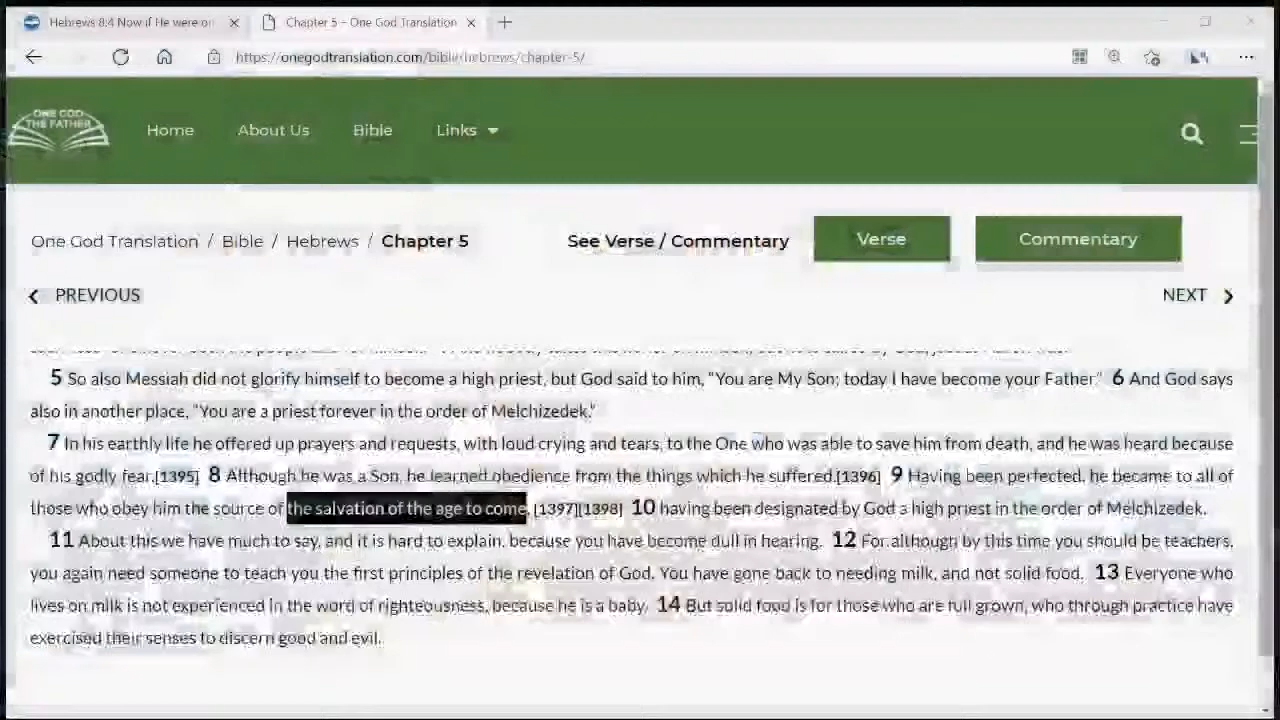 Hebrews 8:4 Now if He were on
Chapter 5 – One God Translation
https://onegodtranslation.com/bible/hebrews/chapter-5/
ONE GOD
THE FATHER
Home About Us Bible Links
One God Translation / Bible / Hebrews / Chapter 5 See Verse / Commentary Verse Commentary
PREVIOUS NEXT
5 So also Messiah did not glorify himself to become a high priest, but God said to him, “You are My Son; today I have become your Father.” 6 And God says
also in another place, “You are a priest forever in the order of Melchizedek.”
7 In his earthly life he offered up prayers and requests, with loud crying and tears, to the One who was able to save him from death, and he was heard because
of his godly fear.[1395] 8 Although he was a Son, he learned obedience from the things which he suffered.[1396] 9 Having been perfected, he became to all of
those who obey him the source of the salvation of the age to come,[1397][1398] 10 having been designated by God a high priest in the order of Melchizedek.
11 About this we have much to say, and it is hard to explain, because you have become dull in hearing. 12 For although by this time you should be teachers,
you again need someone to teach you the first principles of the revelation of God. You have gone back to needing milk, and not solid food. 13 Everyone who
lives on milk is not experienced in the word of righteousness, because he is a baby. 14 But solid food is for those who are full grown, who through practice have
exercised their senses to discern good and evil.